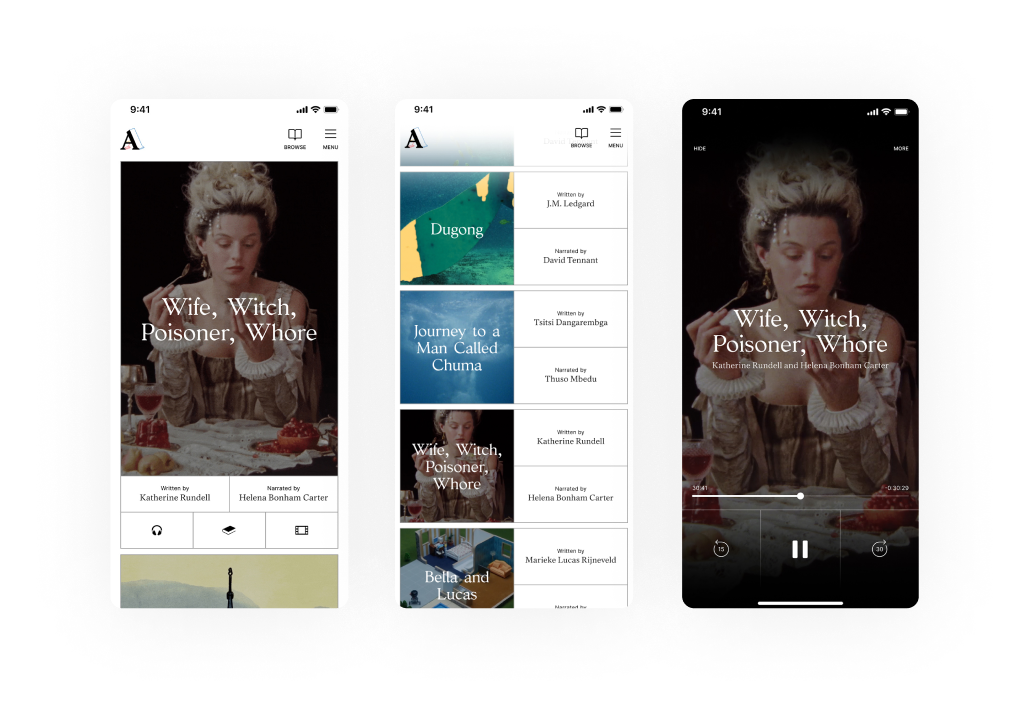 9:41
A
BROWSE
MENU
Wife, Witch,
Poisoner, Whore
Written by
Katherine Rundell
Narrated by
Helena Bonham Carter
9:41
A
BROWSE
MENU
Dugong
Written by
J.M. Ledgard
Narrated by
David Tennant
Journey to a
Man Called
Chuma
Written by
Tsitsi Dangarembga
Narrated by
Thuso Mbedu
Wife, Witch,
Poisoner,
Whore
Written by
Katherine Rundell
Narrated by
Helena Bonham Carter
Bella and
Lucas
Written by
Marieke Lucas Rijneveld
Narrated by
9:41
HIDE
MORE
Wife, Witch,
Poisoner, Whore
Katherine Rundell and Helena Bonham Carter
30:41
-0:30:29
15
30